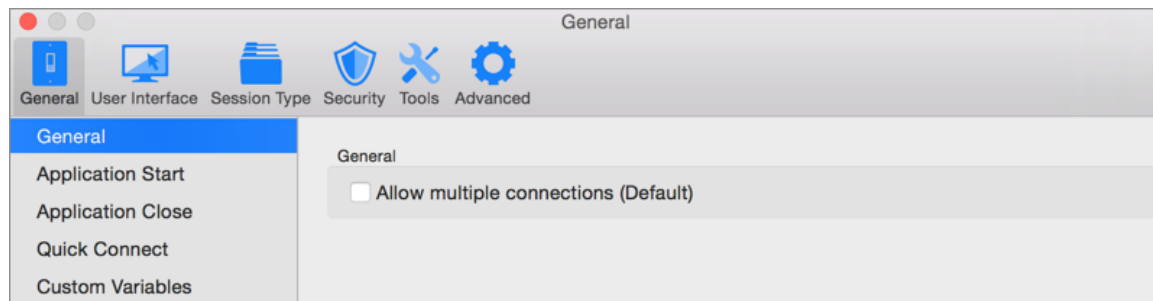 General
General User Interface Session Type Security Tools Advanced
General
Application Start
Application Close
Quick Connect
Custom Variables
General
Allow multiple connections (Default)